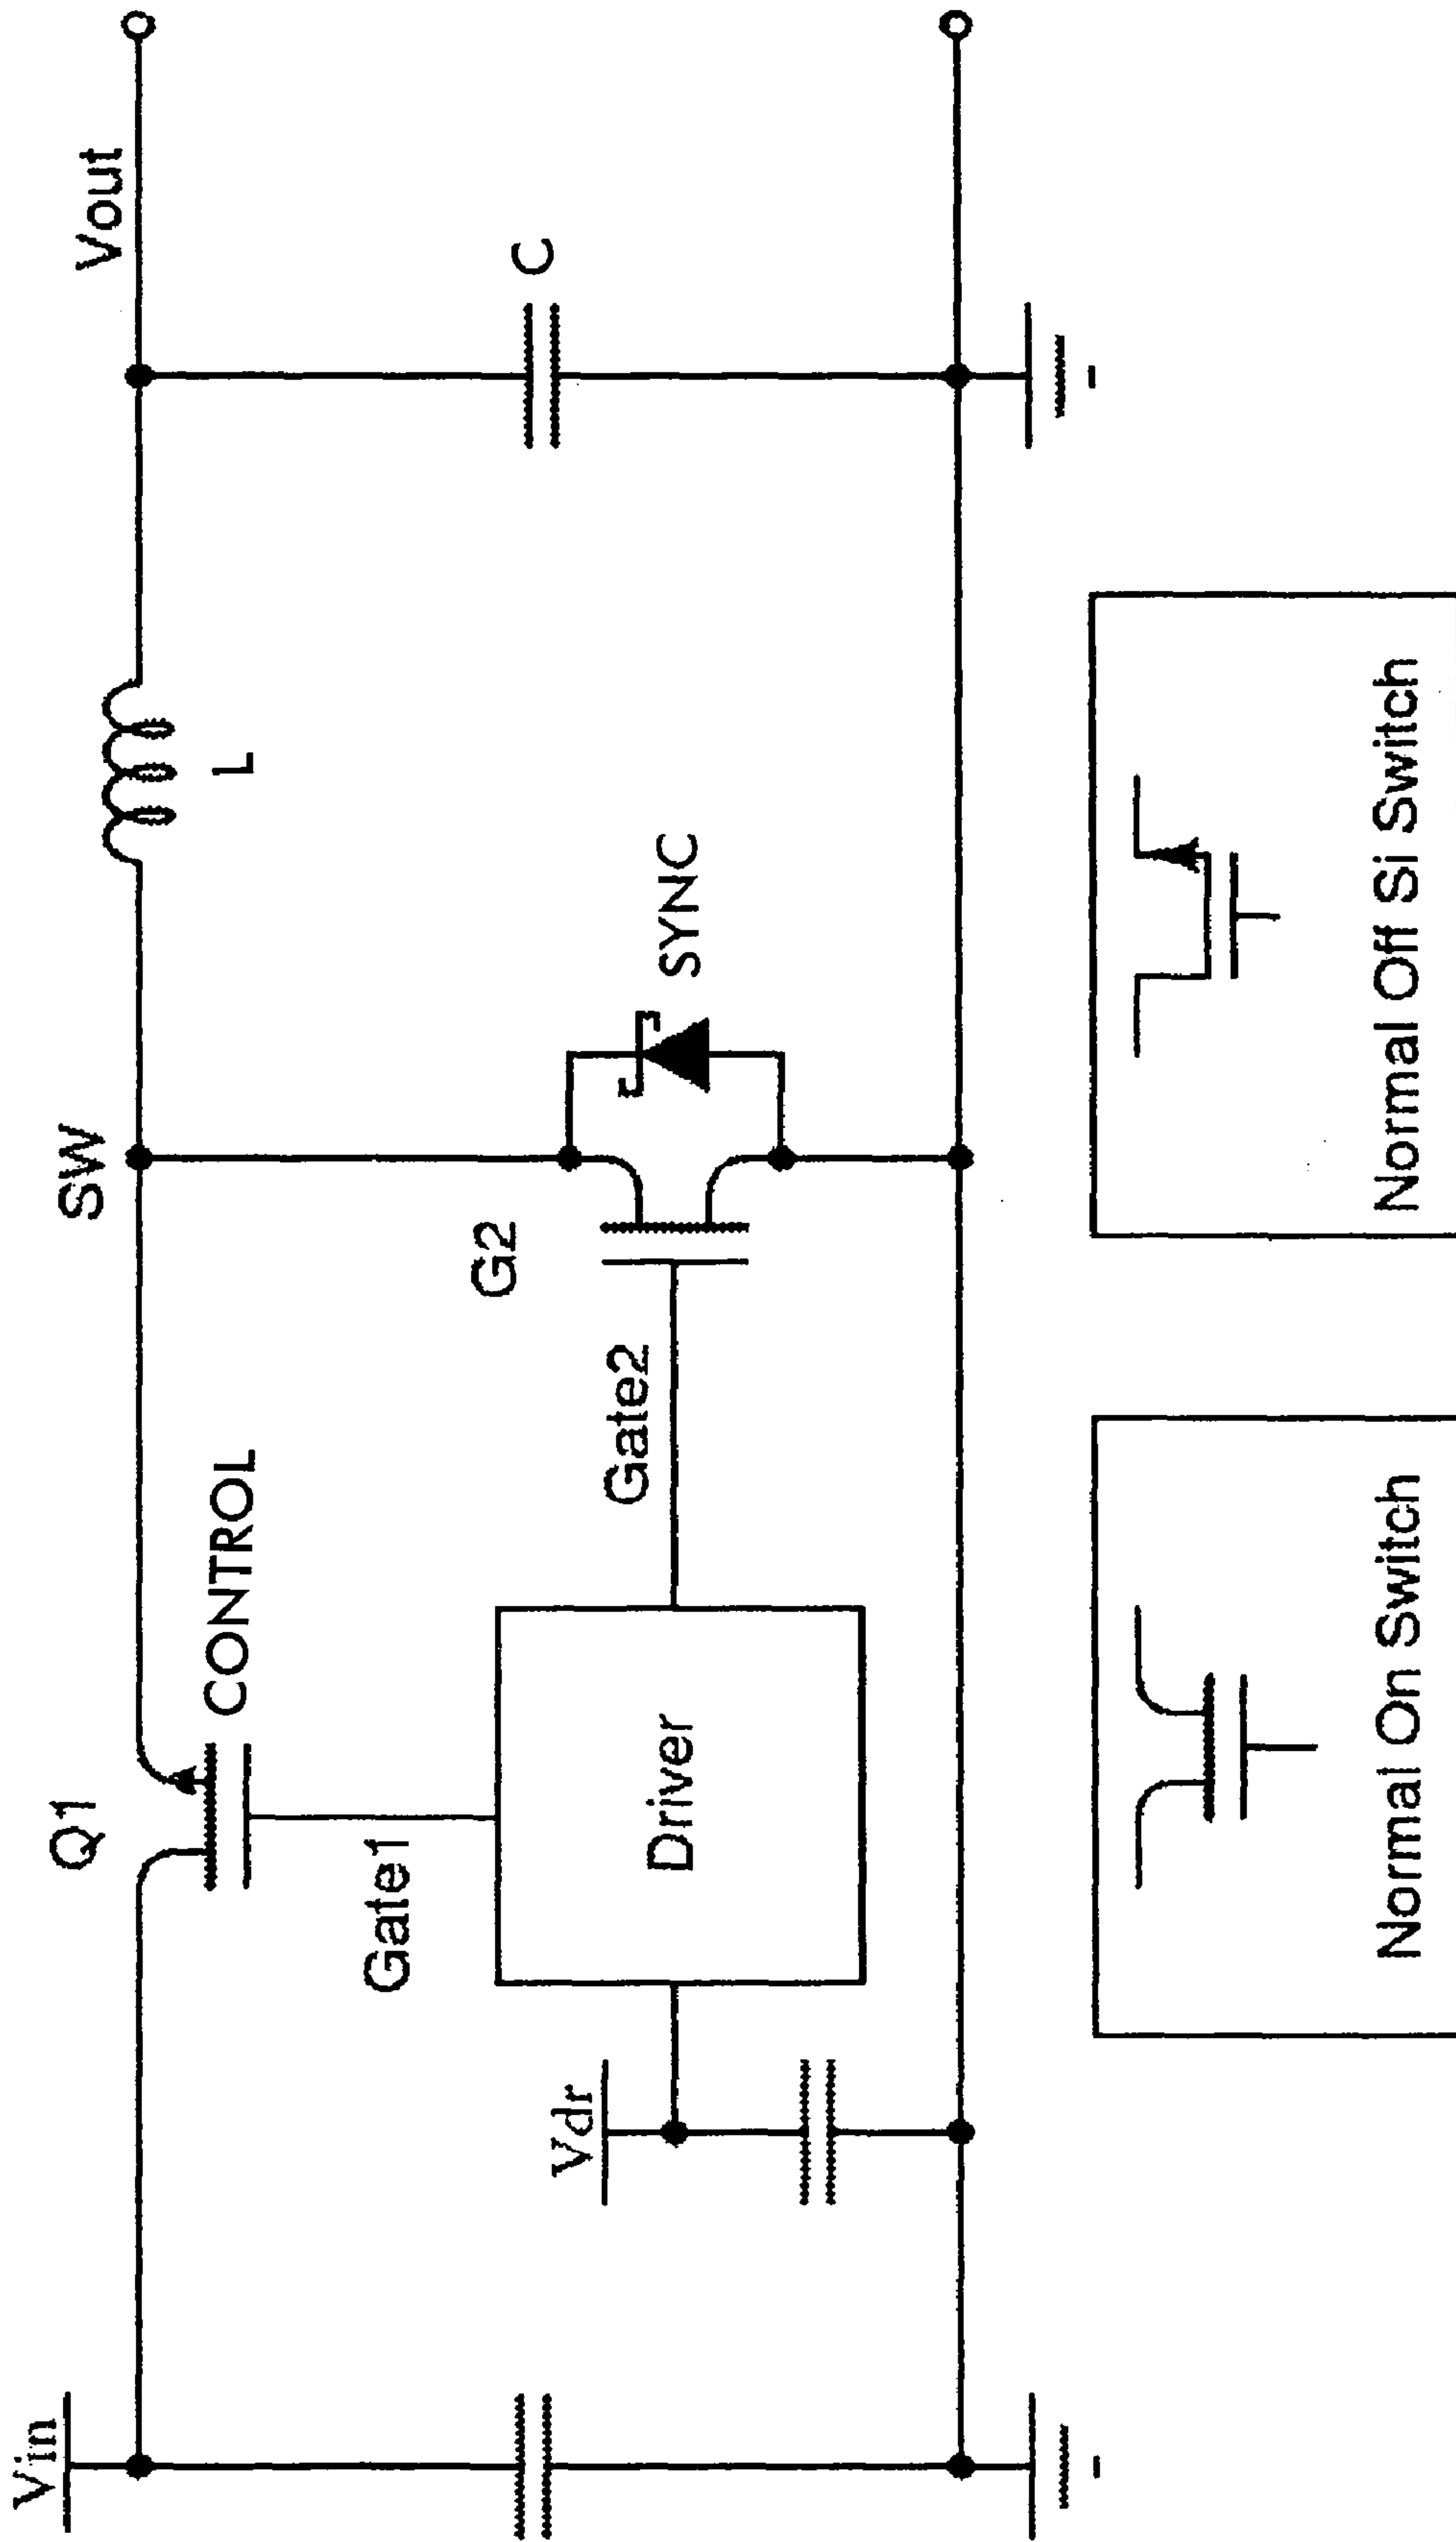 Vin
Q1
CONTROL
SW
L
Vout
Gate1
Vdr
Driver
Gate2
G2
SYNC
C
Normal On Switch
Normal Off Si Switch